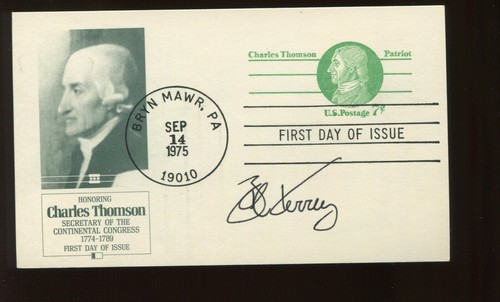 Charles Thomson Patriot
U.S.Postage 7¢
BRYN MAWR, PA
SEP
14
1975
19010
FIRST DAY OF ISSUE
HONORING
Charles Thomson
SECRETARY OF THE
CONTINENTAL CONGRESS
1774-1789
FIRST DAY OF ISSUE